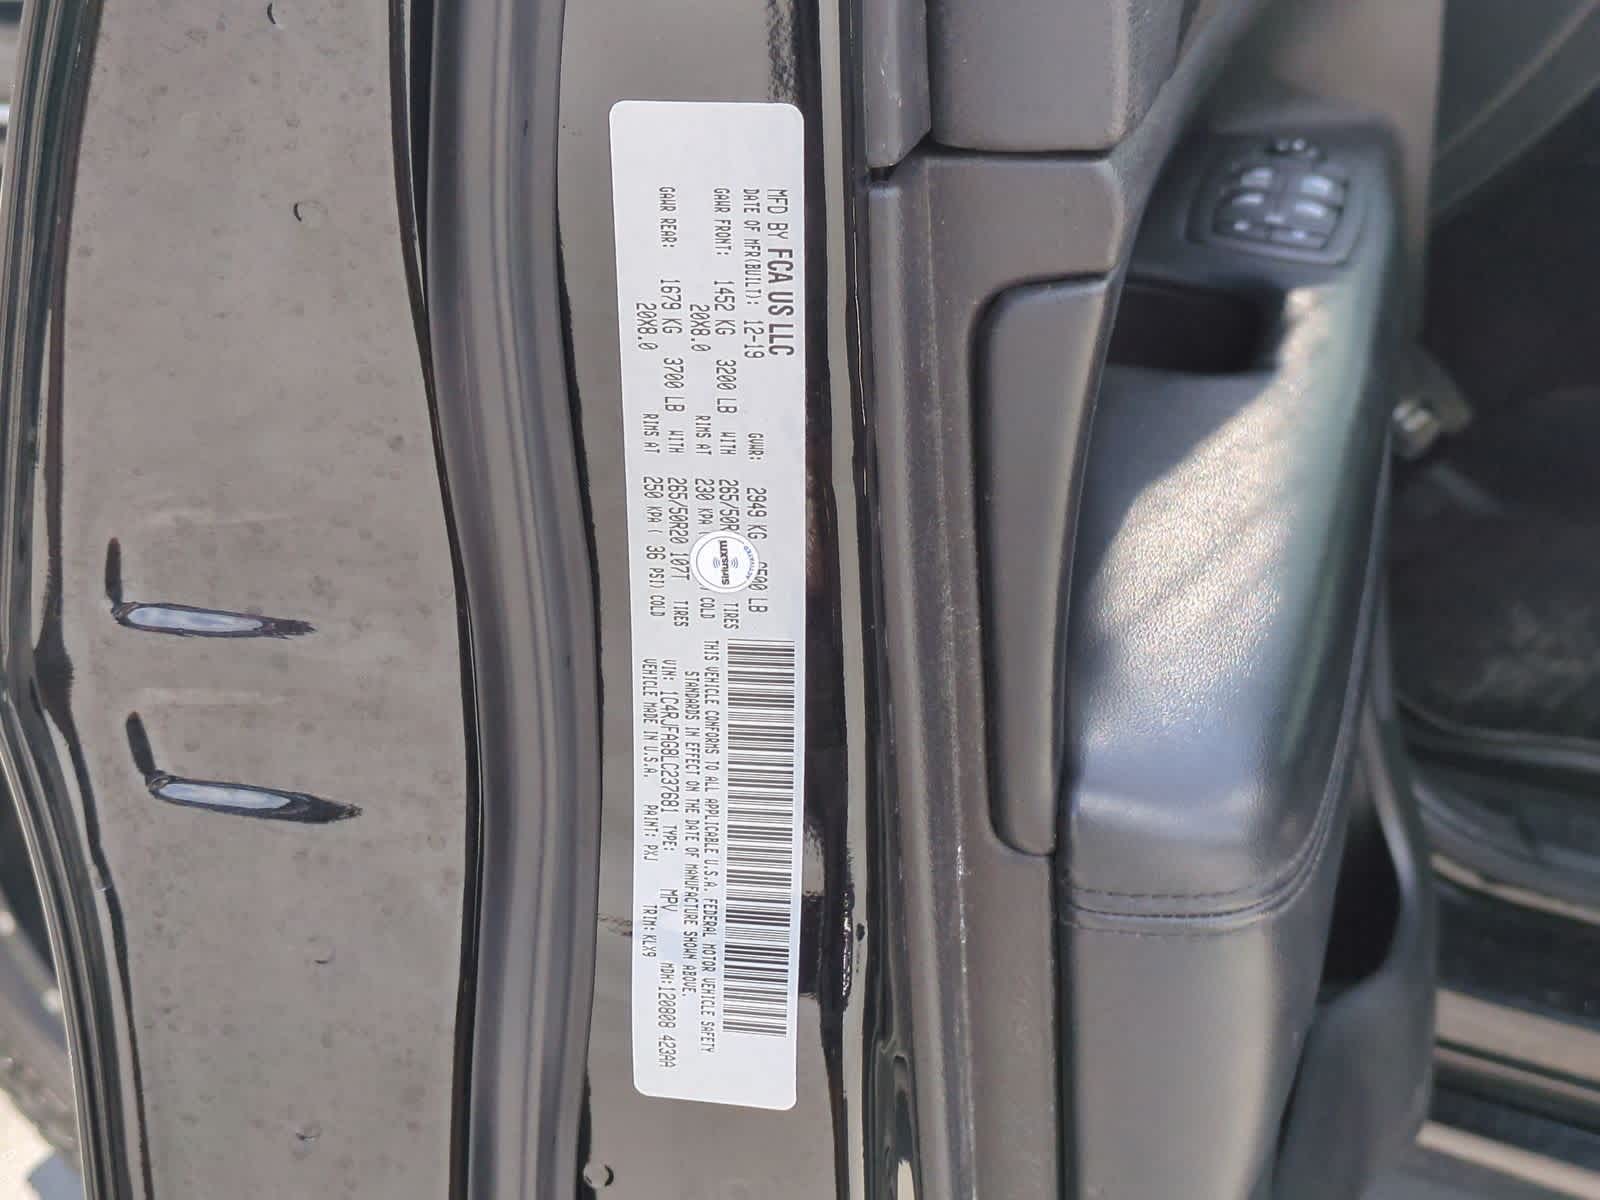 MFD BY FCA US LLC
DATE OF MFR(BUILT): 12-19 GVWR: 2949 KG 6500 LB
GAWR FRONT: 1452 KG 3200 LB WITH 265/50R TIRES
20X8.0 RIMS AT 230 KPA ( COLD
GAWR REAR: 1679 KG 3700 LB WITH 265/50R20 107T TIRES
20X8.0 RIMS AT 250 KPA ( 36 PSI) COLD
siriusxm
THIS VEHICLE CONFORMS TO ALL APPLICABLE U.S.A. FEDERAL MOTOR VEHICLE SAFETY
STANDARDS IN EFFECT ON THE DATE OF MANUFACTURE SHOWN ABOVE.
VIN: 1C4RJFAG8LC237681 TYPE: MPV MDH:120808 423AA
VEHICLE MADE IN U.S.A. PAINT: PXJ TRIM:KLX9